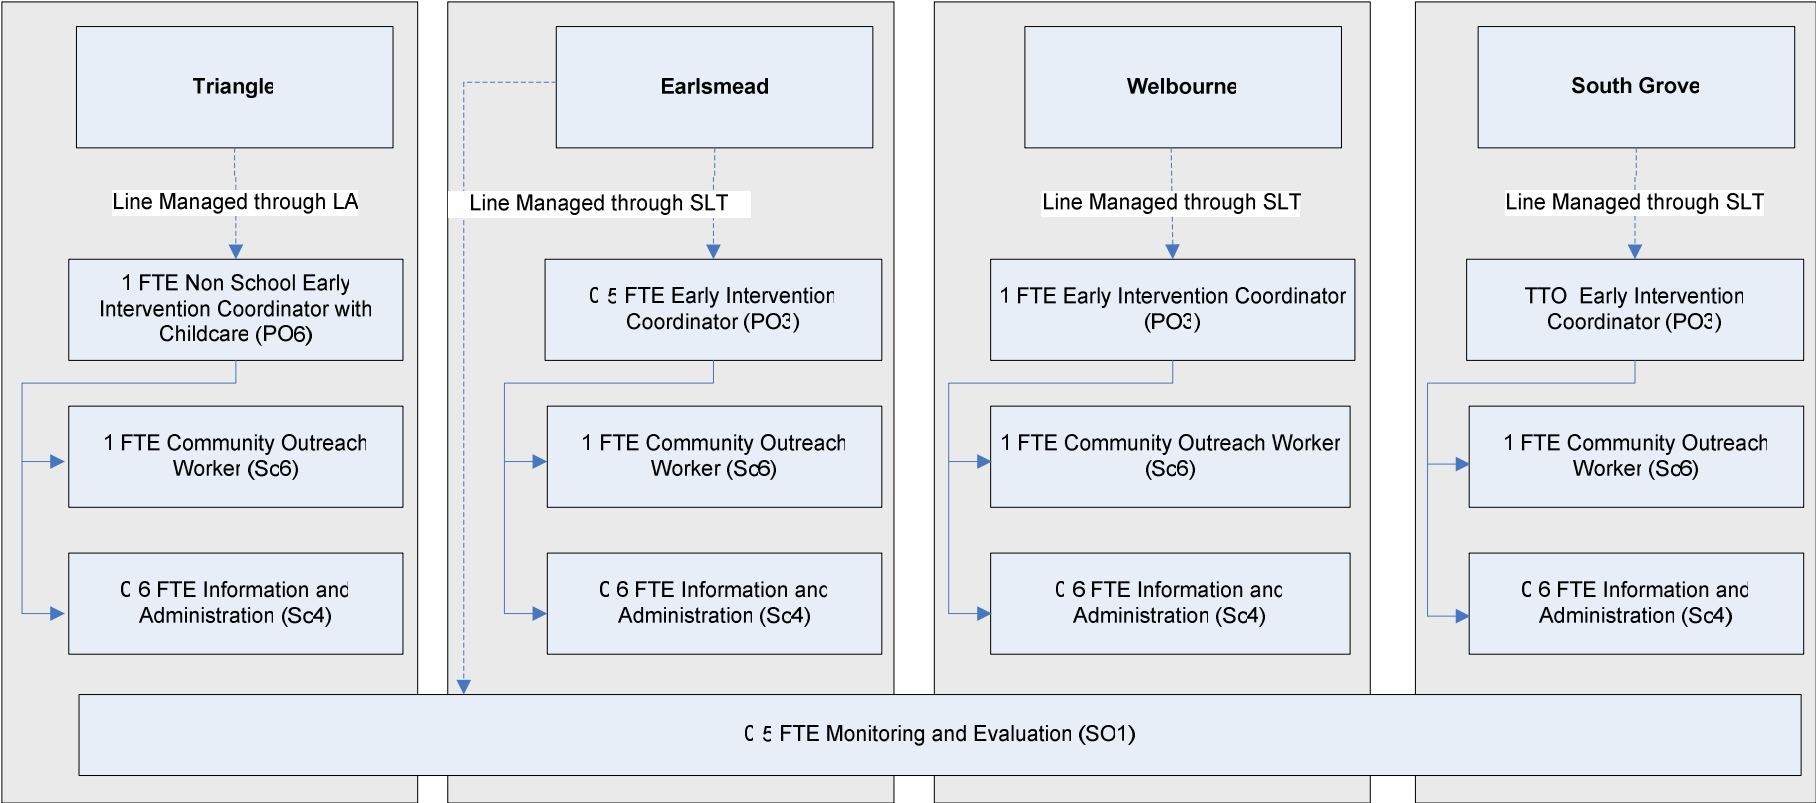 Triangle
Earlsmead
Welbourne
South Grove
Line Managed through LA
Line Managed through SLT
Line Managed through SLT
Line Managed through SLT
1 FTE Non School Early
Intervention Coordinator with
Childcare (PO6)
0 5 FTE Early Intervention
Coordinator (PO3)
1 FTE Early Intervention Coordinator
(PO3)
TTO Early Intervention
Coordinator (PO3)
1 FTE Community Outreach
Worker (Sc6)
1 FTE Community Outreach
Worker (Sc6)
1 FTE Community Outreach Worker
(Sc6)
1 FTE Community Outreach
Worker (Sc6)
0 6 FTE Information and
Administration (Sc4)
0 6 FTE Information and
Administration (Sc4)
0 6 FTE Information and
Administration (Sc4)
0 6 FTE Information and
Administration (Sc4)
0 5 FTE Monitoring and Evaluation (SO1)